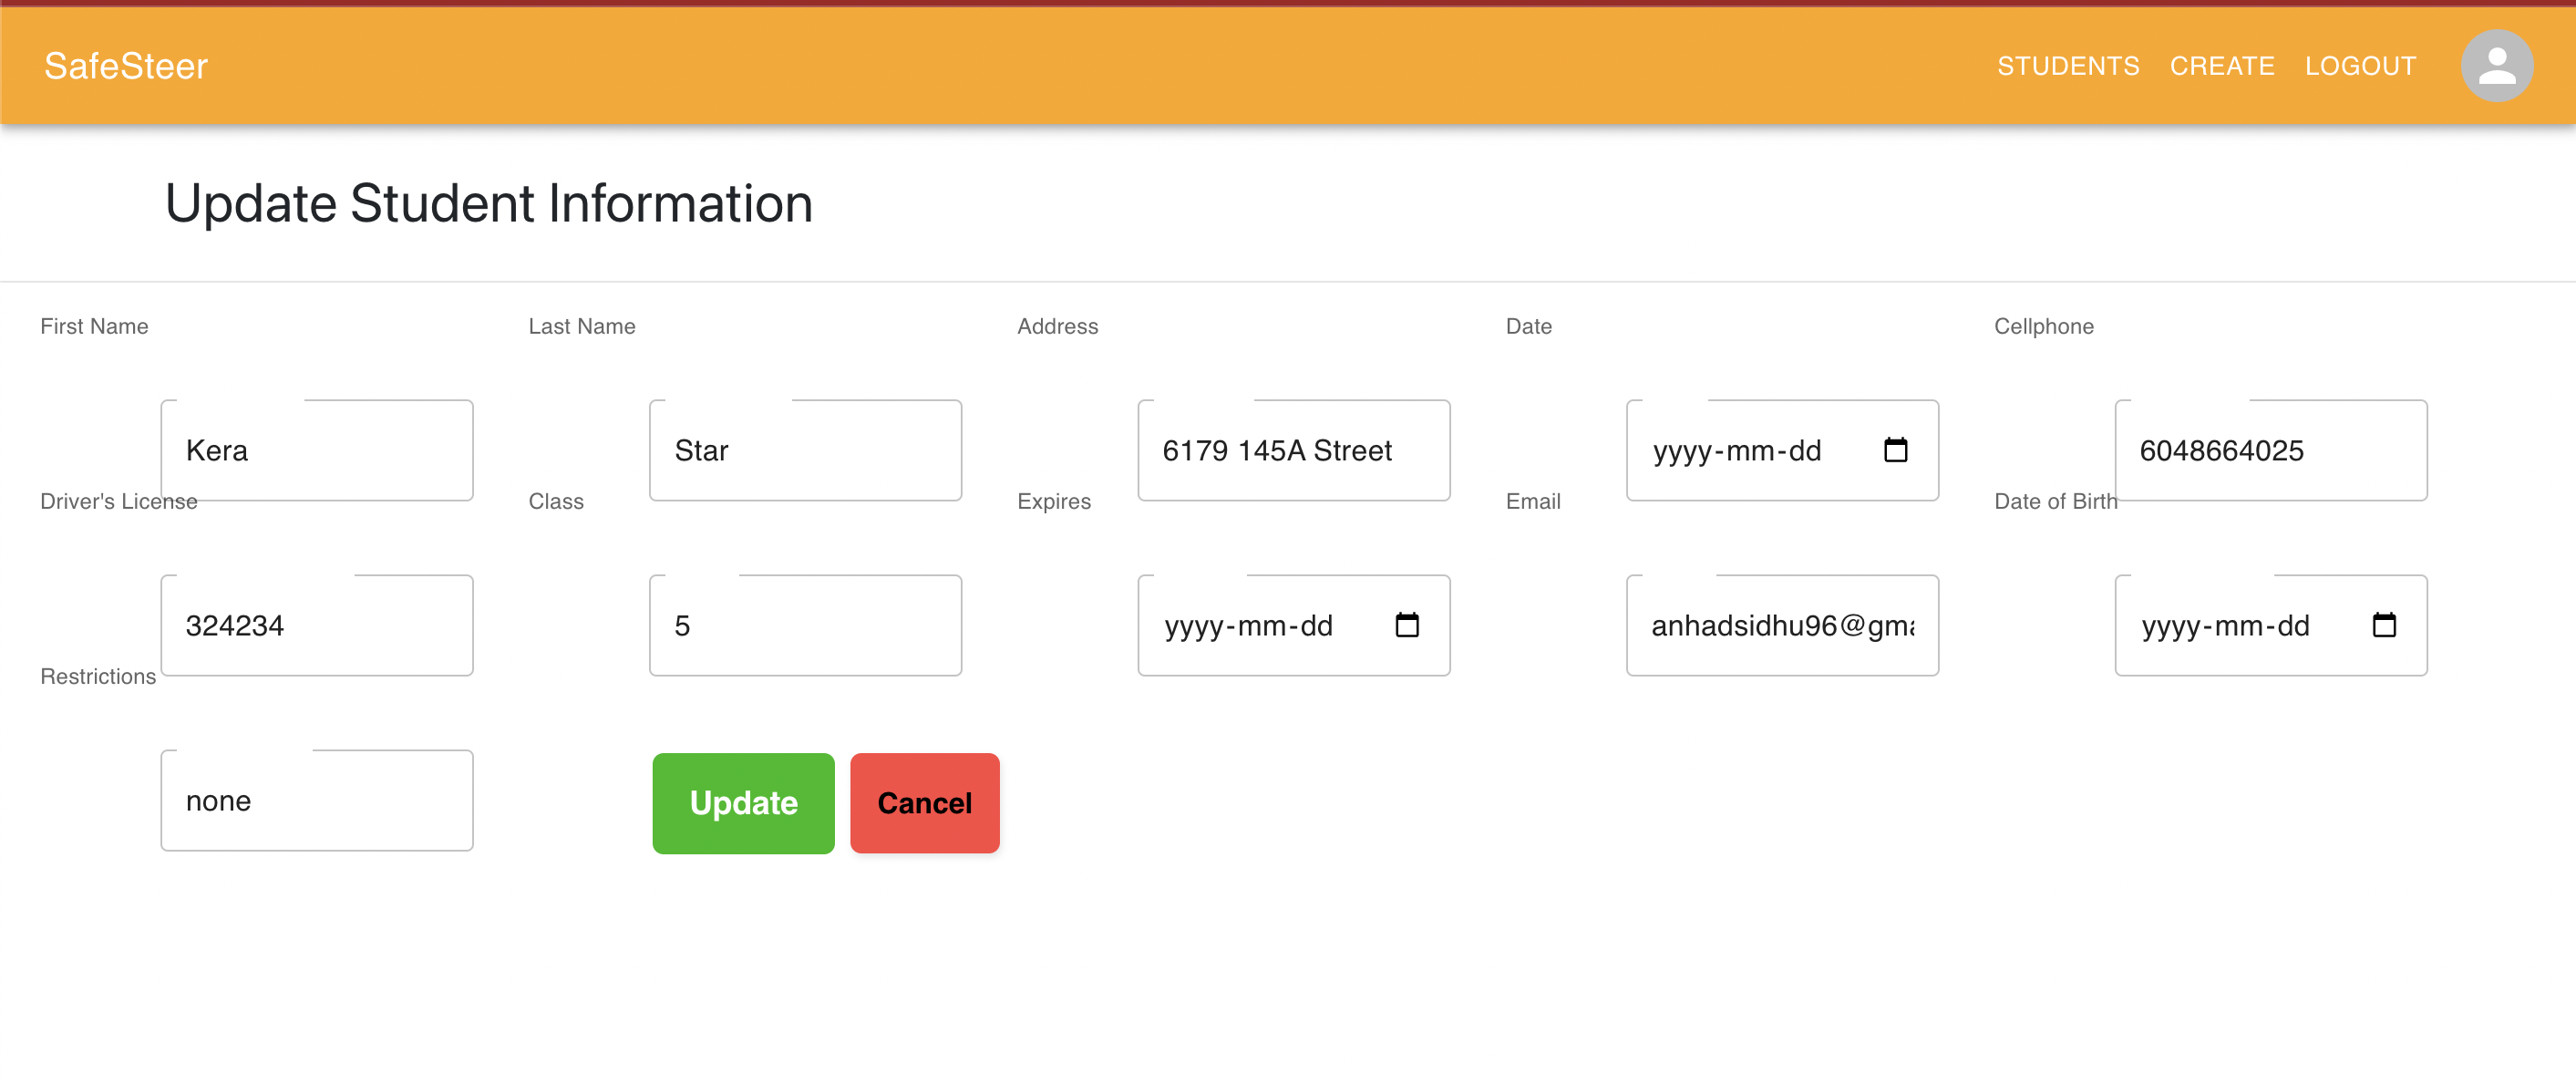 SafeSteer
STUDENTS CREATE LOGOUT
Update Student Information
First Name Last Name Address Date Cellphone
Kera Star 6179 145A Street yyyy-mm-dd 6048664025
Driver's License Class Expires Email Date of Birth
324234 5 yyyy-mm-dd anhadsidhu96@gma yyyy-mm-dd
Restrictions
none Update Cancel